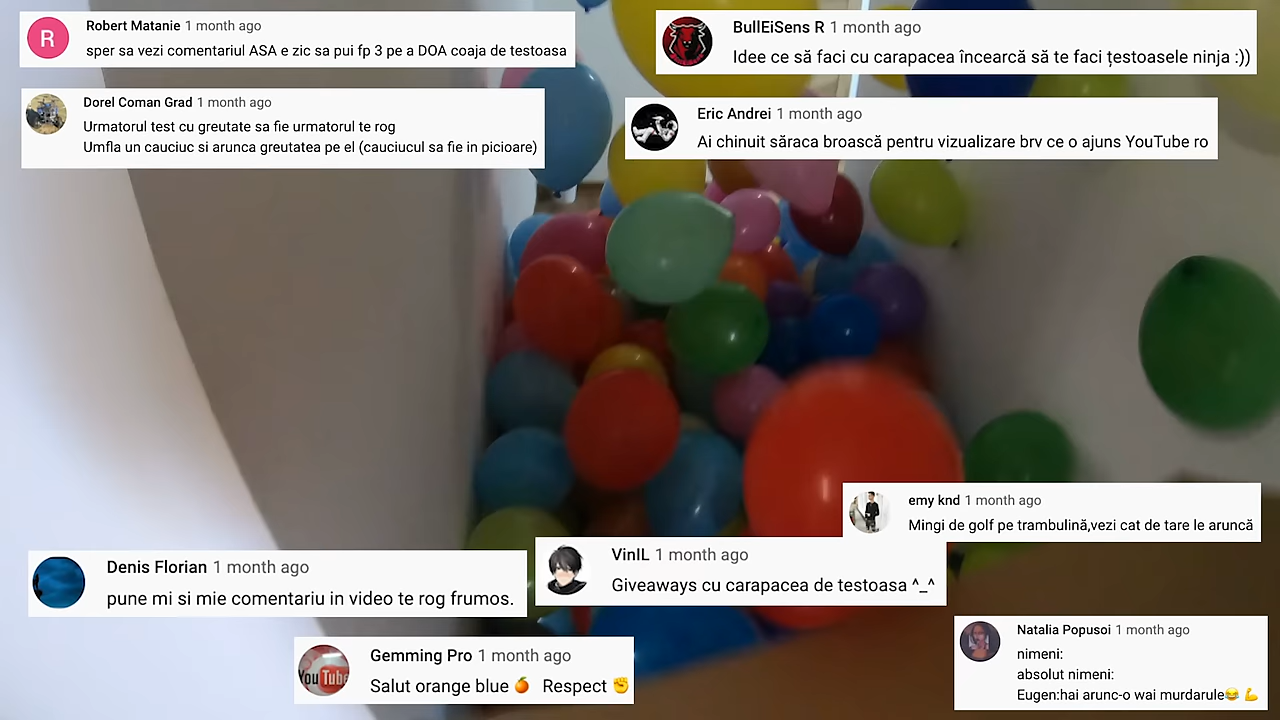 R
Robert Matanie 1 month ago
sper sa vezi comentariul ASA e zic sa pui fp 3 pe a DOA coaja de testoasa
BullEiSens R 1 month ago
Idee ce să faci cu carapacea încearcă să te faci țestoasele ninja :))
Dorel Coman Grad 1 month ago
Urmatorul test cu greutate sa fie urmatorul te rog
Umfla un cauciuc si arunca greutatea pe el (cauciucul sa fie in picioare)
Eric Andrei 1 month ago
Ai chinuit săraca broască pentru vizualizare brv ce o ajuns YouTube ro
emy knd 1 month ago
Mingi de golf pe trambulină,vezi cat de tare le aruncă
Denis Florian 1 month ago
pune mi si mie comentariu in video te rog frumos.
VinIL 1 month ago
Giveaways cu carapacea de testoasa ^_^
Gemming Pro 1 month ago
Salut orange blue 🍊 Respect ✊
You Tube
Natalia Popusoi 1 month ago
nimeni:
absolut nimeni:
Eugen:hai arunc-o wai murdarule😂 💪